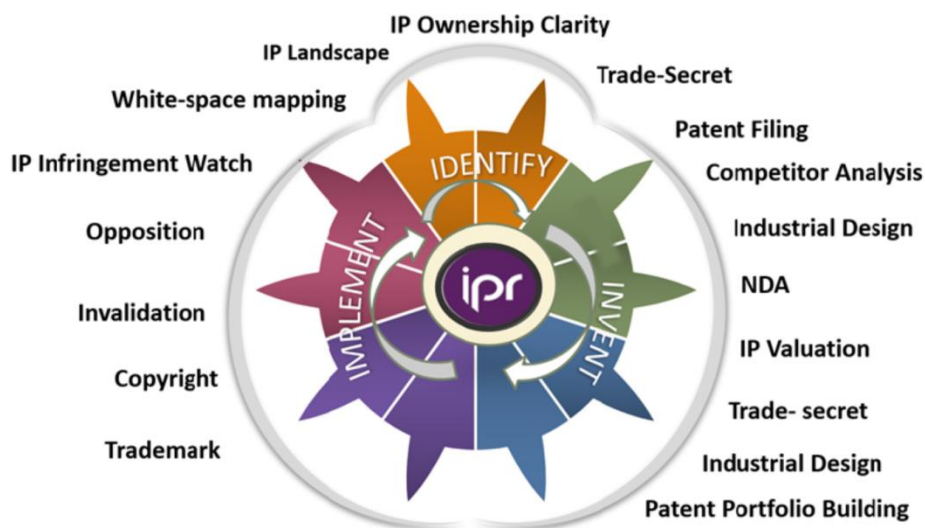 IP Ownership Clarity
IP Landscape
Trade-Secret
White-space mapping
Patent Filing
IP Infringement Watch
Competitor Analysis
Opposition
Industrial Design
Invalidation
NDA
Copyright
IP Valuation
Trademark
Trade- secret
Industrial Design
Patent Portfolio Building
IDENTIFY
INVENT
IMPLEMENT
ipr